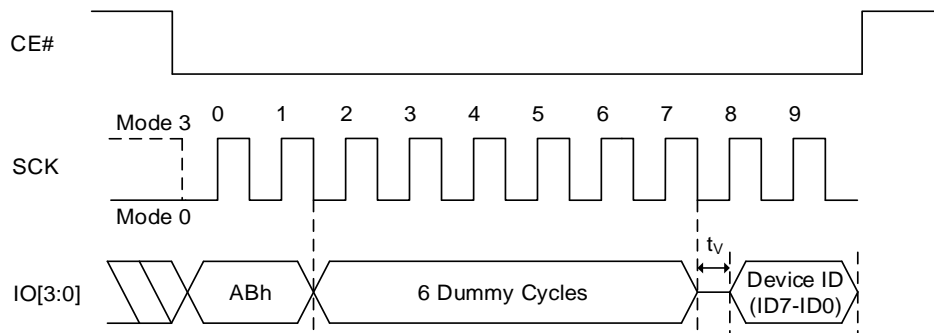 CE#
0 1 2 3 4 5 6 7 8 9
Mode 3
SCK
Mode 0
tV
IO[3:0]
ABh
6 Dummy Cycles
Device ID
(ID7-ID0)